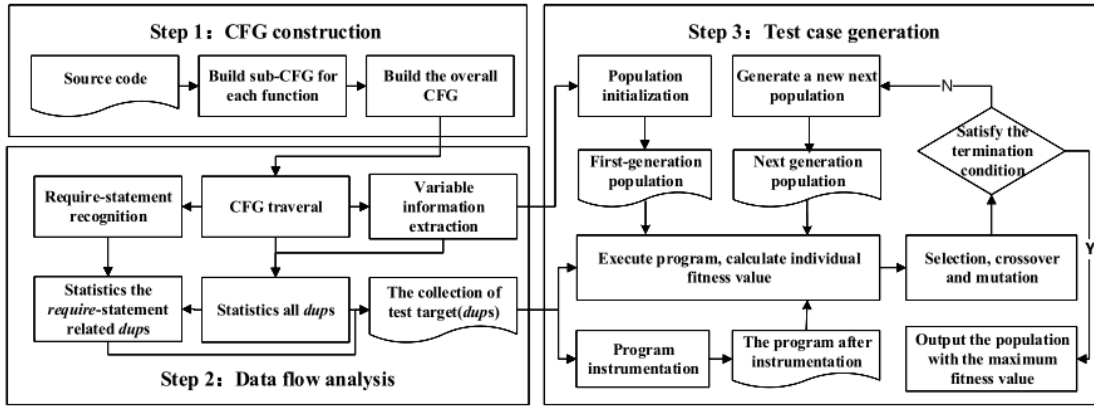 Step 1：CFG construction
Source code
Build sub-CFG for
each function
Build the overall
CFG
Step 2：Data flow analysis
Require-statement
recognition
CFG traveral
Variable
information
extraction
Statistics the
require-statement
related dups
Statistics all dups
The collection of
test target(dups)
Step 3：Test case generation
Population
initialization
Generate a new next
population
N
Satisfy the
termination
condition
First-generation
population
Next generation
population
Execute program, calculate individual
fitness value
Selection, crossover
and mutation
Y
Program
instrumentation
The program after
instrumentation
Output the population
with the maximum
fitness value